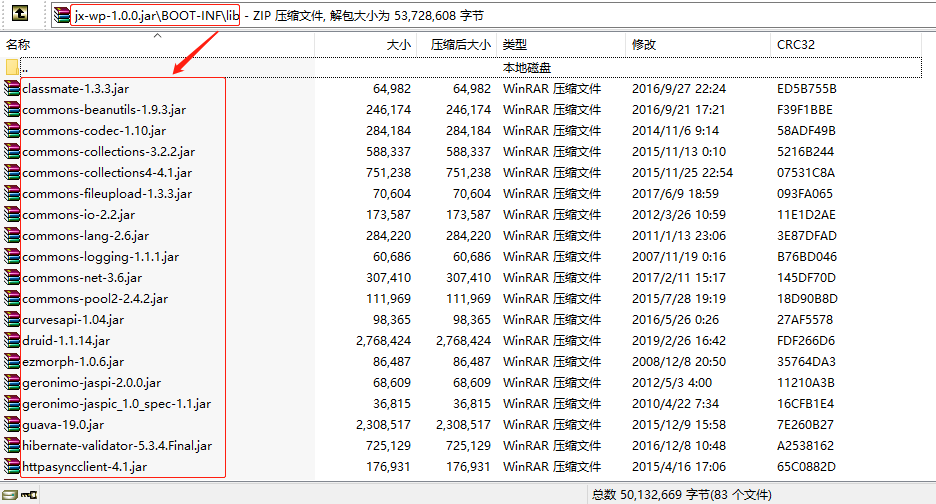 jx-wp-1.0.0.jar\BOOT-INF\lib - ZIP 压缩文件, 解包大小为 53,728,608 字节
名称 大小 压缩后大小 类型 修改 CRC32
.. 本地磁盘
classmate-1.3.3.jar 64,982 64,982 WinRAR 压缩文件 2016/9/27 22:24 ED5B755B
commons-beanutils-1.9.3.jar 246,174 246,174 WinRAR 压缩文件 2016/9/21 17:21 F39F1BBE
commons-codec-1.10.jar 284,184 284,184 WinRAR 压缩文件 2014/11/6 9:14 58ADF49B
commons-collections-3.2.2.jar 588,337 588,337 WinRAR 压缩文件 2015/11/13 0:10 5216B244
commons-collections4-4.1.jar 751,238 751,238 WinRAR 压缩文件 2015/11/25 22:54 07531C8A
commons-fileupload-1.3.3.jar 70,604 70,604 WinRAR 压缩文件 2017/6/9 18:59 093FA065
commons-io-2.2.jar 173,587 173,587 WinRAR 压缩文件 2012/3/26 10:59 11E1D2AE
commons-lang-2.6.jar 284,220 284,220 WinRAR 压缩文件 2011/1/13 23:06 3E87DFAD
commons-logging-1.1.1.jar 60,686 60,686 WinRAR 压缩文件 2007/11/19 0:16 B76BD046
commons-net-3.6.jar 307,410 307,410 WinRAR 压缩文件 2017/2/11 15:17 145DF70D
commons-pool2-2.4.2.jar 111,969 111,969 WinRAR 压缩文件 2015/7/28 19:19 18D90B8D
curvesapi-1.04.jar 98,365 98,365 WinRAR 压缩文件 2016/5/26 0:26 27AF5578
druid-1.1.14.jar 2,768,424 2,768,424 WinRAR 压缩文件 2019/2/26 16:42 FDF266D6
ezmorph-1.0.6.jar 86,487 86,487 WinRAR 压缩文件 2008/12/8 20:50 35764DA3
geronimo-jaspi-2.0.0.jar 68,609 68,609 WinRAR 压缩文件 2012/5/3 4:00 11210A3B
geronimo-jaspic_1.0_spec-1.1.jar 36,815 36,815 WinRAR 压缩文件 2010/4/22 7:34 16CFB1E4
guava-19.0.jar 2,308,517 2,308,517 WinRAR 压缩文件 2015/12/9 15:58 7E260B27
hibernate-validator-5.3.4.Final.jar 725,129 725,129 WinRAR 压缩文件 2016/12/8 10:48 A2538162
httpasyncclient-4.1.jar 176,931 176,931 WinRAR 压缩文件 2015/4/16 17:06 65C0882D
总数 50,132,669 字节(83 个文件)